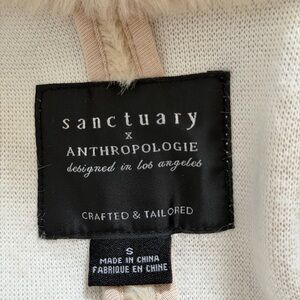 sanctuary
x
ANTHROPOLOGIE
designed in los angeles
CRAFTED & TAILORED
S
MADE IN CHINA
FABRIQUE EN CHINE